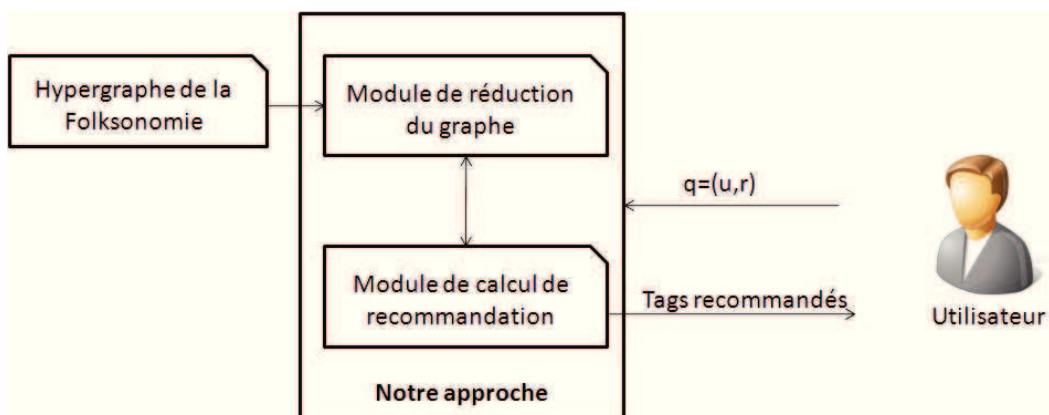 Hypergraphe de la
Folksonomie
Module de réduction
du graphe
q=(u,r)
Module de calcul de
recommandation
Tags recommandés
Utilisateur
Notre approche